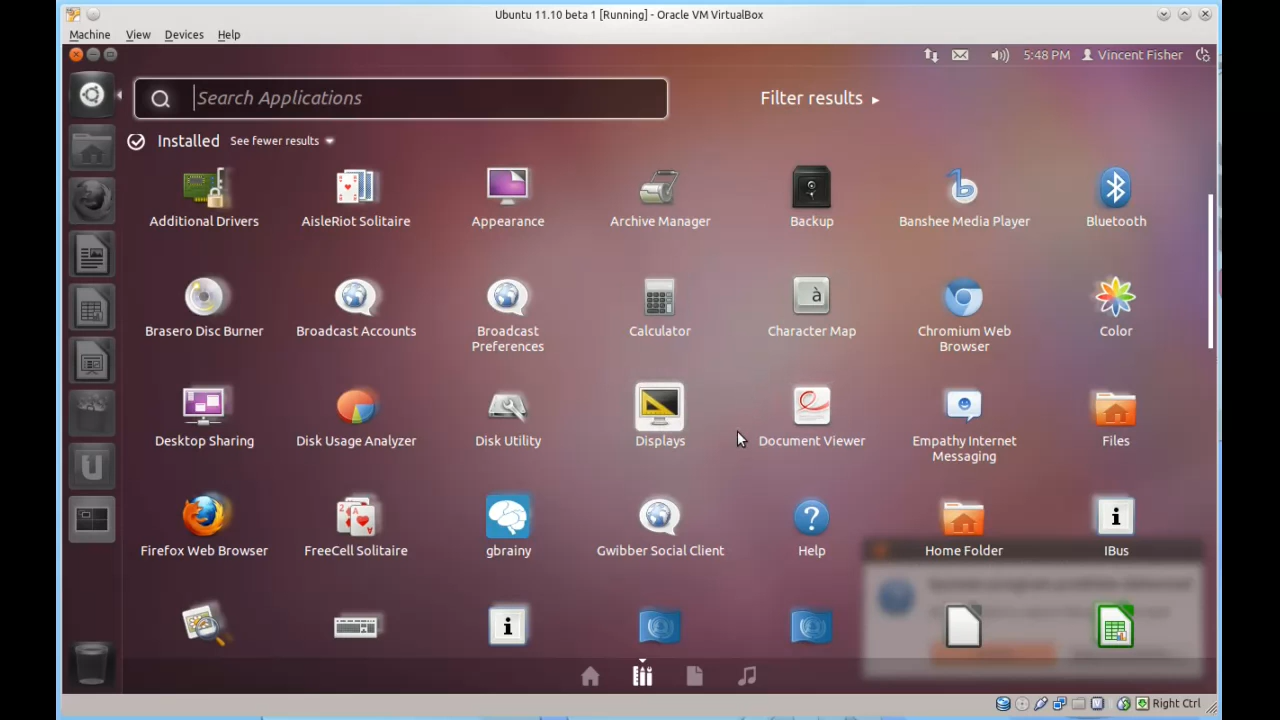 Ubuntu 11.10 beta 1 [Running] - Oracle VM VirtualBox
Machine View Devices Help
5:48 PM Vincent Fisher
Search Applications
Filter results
Installed See fewer results
Additional Drivers
AisleRiot Solitaire
Appearance
Archive Manager
Backup
Banshee Media Player
Bluetooth
Brasero Disc Burner
Broadcast Accounts
Broadcast
Preferences
Calculator
Character Map
Chromium Web
Browser
Color
Desktop Sharing
Disk Usage Analyzer
Disk Utility
Displays
Document Viewer
Empathy Internet
Messaging
Files
Firefox Web Browser
FreeCell Solitaire
gbrainy
Gwibber Social Client
Help
Home Folder
IBus
Right Ctrl